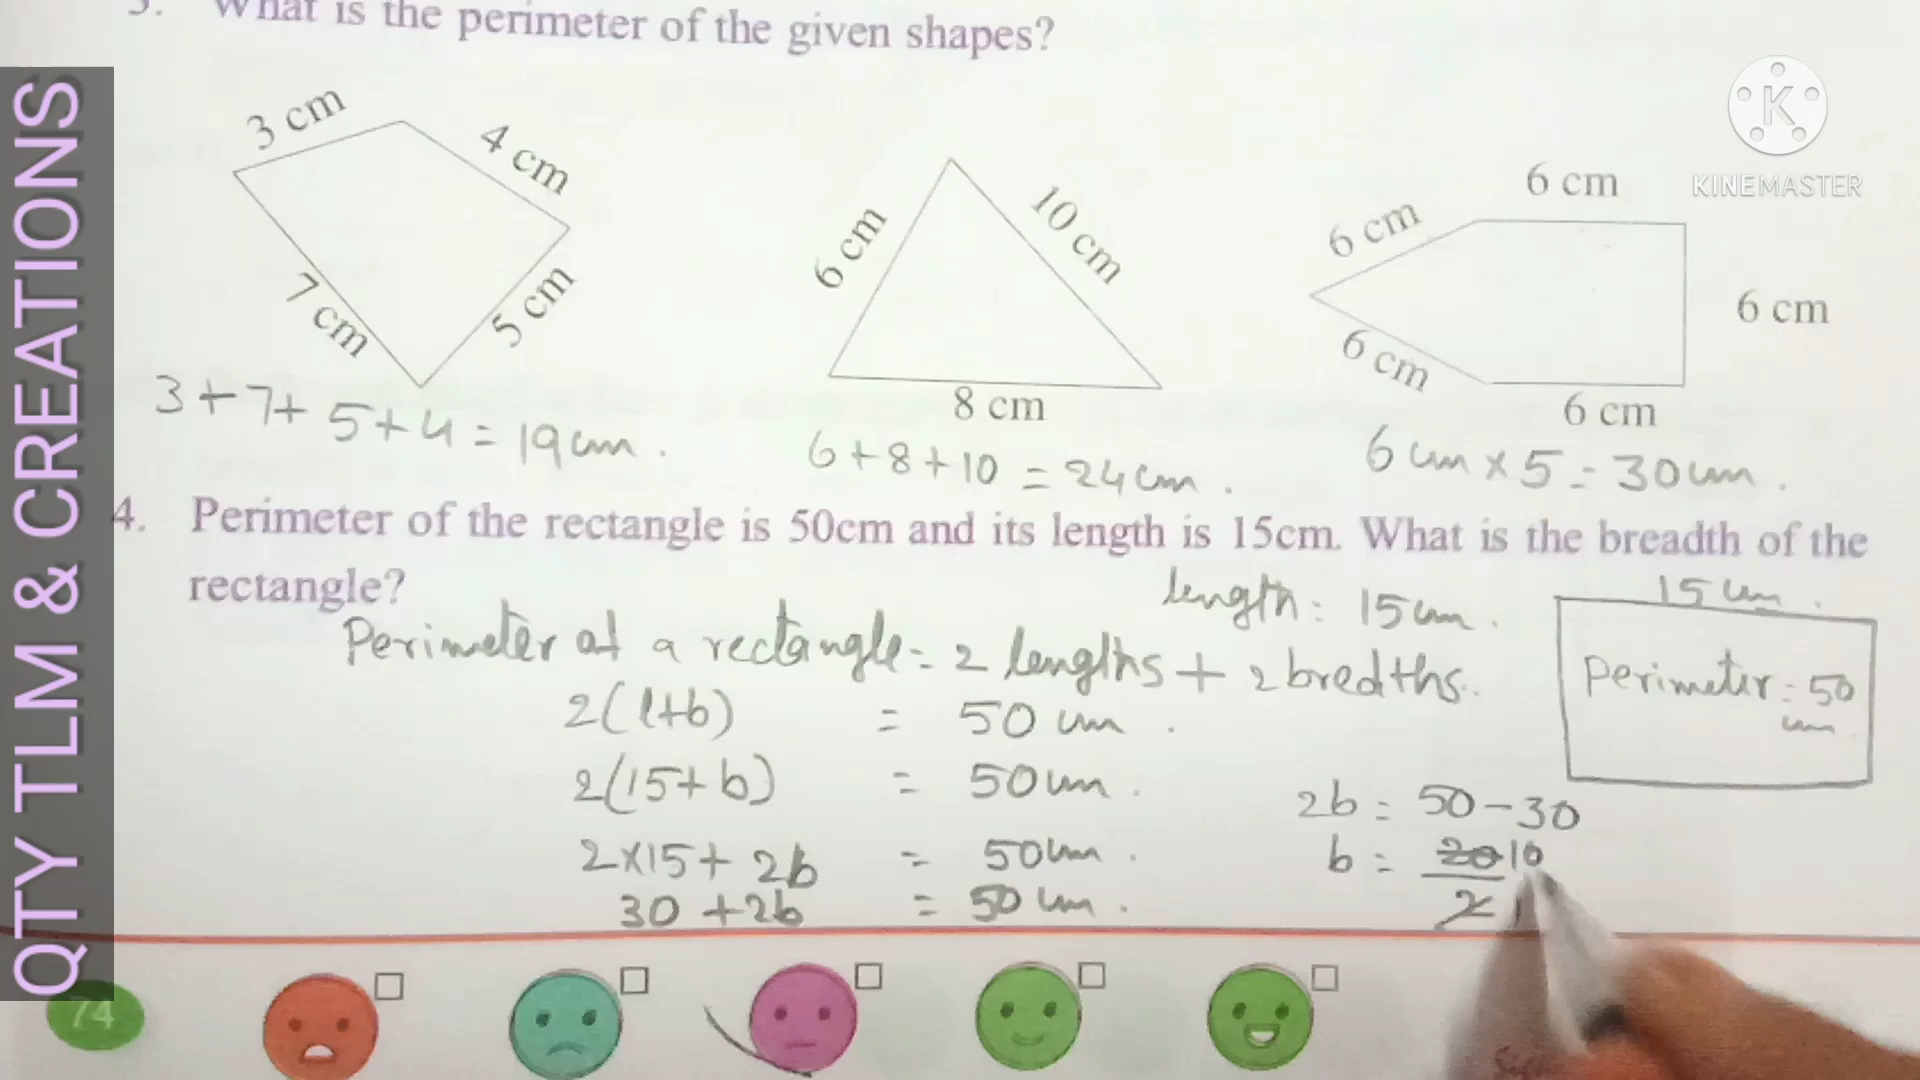 What is the perimeter of the given shapes?
3 cm
4 cm
7 cm
5 cm
3+7+5+4=19cm.
6 cm
10 cm
8 cm
6+8+10=24cm.
6 cm
6 cm
6 cm
6 cm
6 cm
6cm×5=30cm.
4. Perimeter of the rectangle is 50cm and its length is 15cm. What is the breadth of the
rectangle?
length: 15cm.
15cm.
Perimeter of a rectangle = 2 lengths + 2 bredths.
Perimeter = 50
cm
2(l+b) = 50 cm.
2(15+b) = 50cm.
2×15+2b = 50cm.
30+2b = 50cm.
2b = 50-30
b = 20 10
2
74
QTY TLM & CREATIONS
K
KINEMASTER